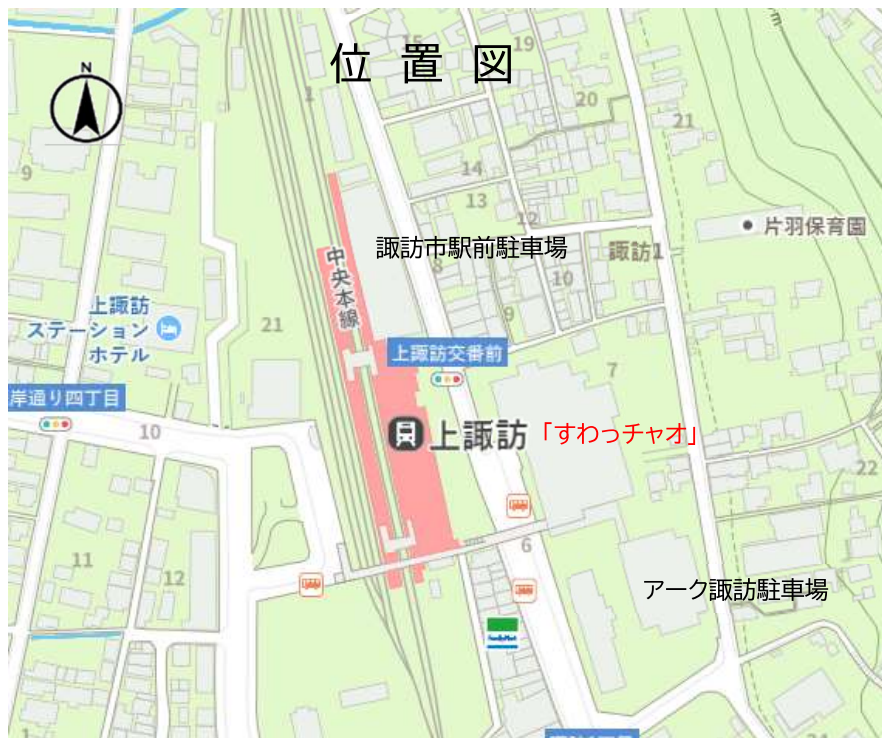 位置図
N
15
19
1
20
21
9
14
13
12
諏訪市駅前駐車場
片羽保育園
諏訪1
中央本線
8
10
9
上諏訪
ステーション
ホテル
21
上諏訪交番前
7
岸通り四丁目
10
上諏訪
「すわっチャオ」
22
6
11
12
アーク諏訪駐車場
FamilyMart